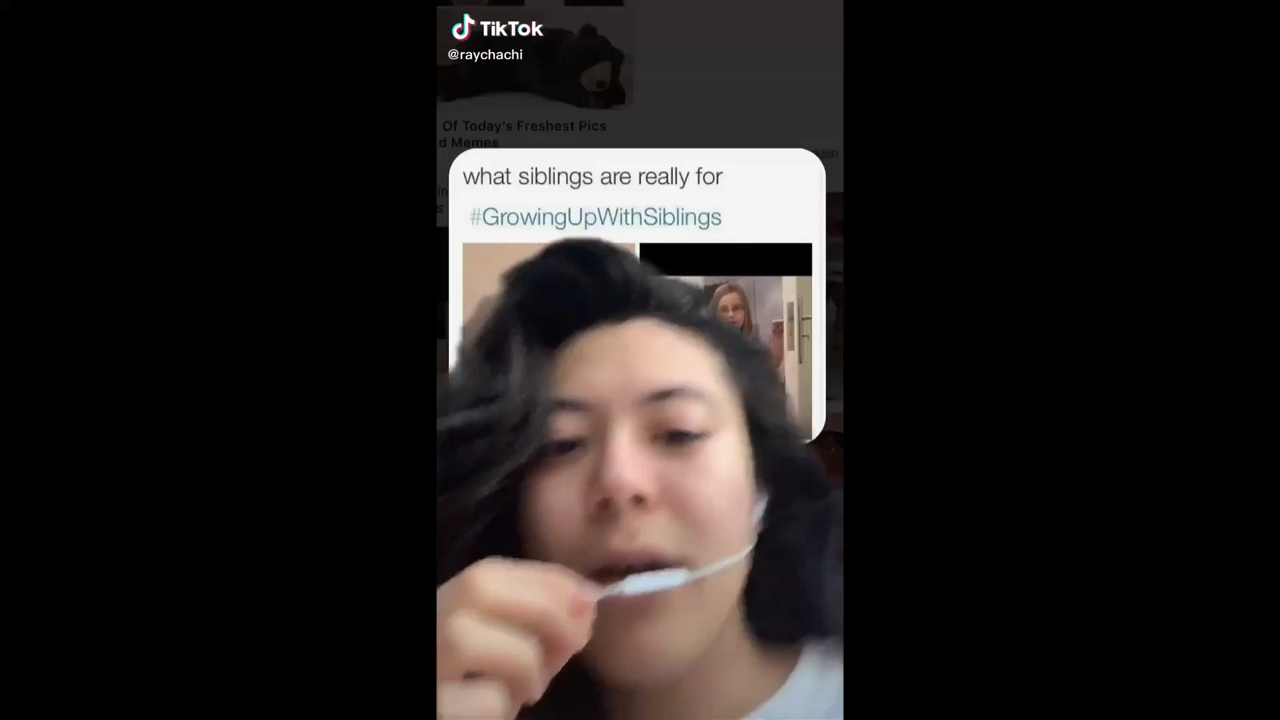 TikTok
@raychachi
Of Today's Freshest Pics
d Memes
what siblings are really for
#GrowingUpWithSiblings